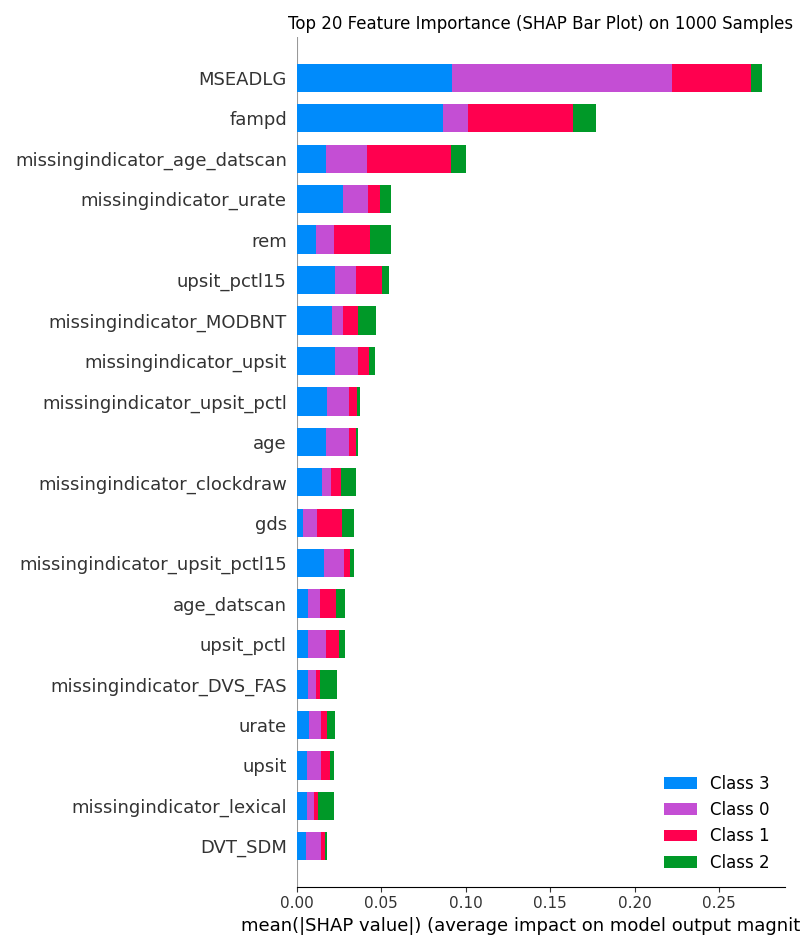 Top 20 Feature Importance (SHAP Bar Plot) on 1000 Samples
MSEADLG
fampd
missingindicator_age_datscan
missingindicator_urate
rem
upsit_pctl15
missingindicator_MODBNT
missingindicator_upsit
missingindicator_upsit_pctl
age
missingindicator_clockdraw
gds
missingindicator_upsit_pctl15
age_datscan
upsit_pctl
missingindicator_DVS_FAS
urate
upsit
missingindicator_lexical
DVT_SDM
Class 3
Class 0
Class 1
Class 2
0.00 0.05 0.10 0.15 0.20 0.25
mean(|SHAP value|) (average impact on model output magnit